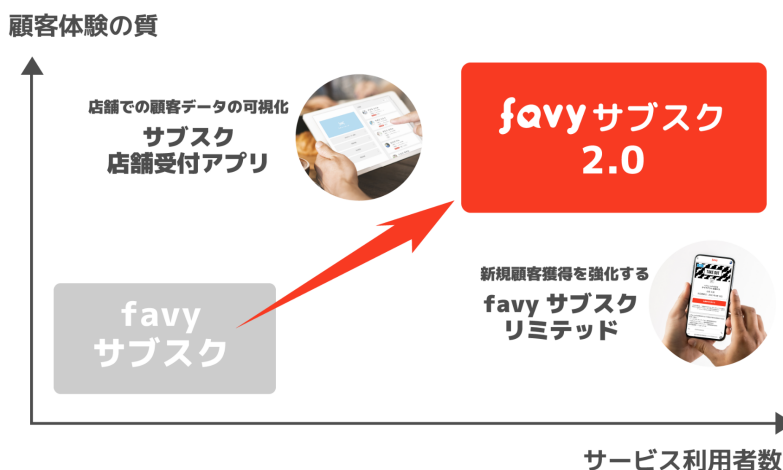 顧客体験の質
店舗での顧客データの可視化
サブスク
店舗受付アプリ
favyサブスク
2.0
新規顧客獲得を強化する
favy サブスク
リミテッド
favy
サブスク
サービス利用者数